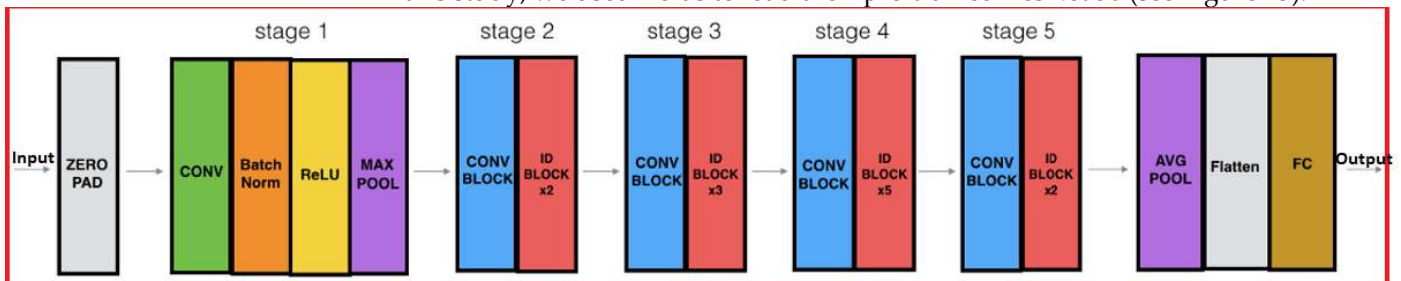 stage 1
stage 2
stage 3
stage 4
stage 5
Input
ZERO
PAD
CONV
Batch
Norm
ReLU
MAX
POOL
CONV
BLOCK
ID
BLOCK
x2
CONV
BLOCK
ID
BLOCK
x3
CONV
BLOCK
ID
BLOCK
x5
CONV
BLOCK
ID
BLOCK
x2
AVG
POOL
Flatten
FC
Output